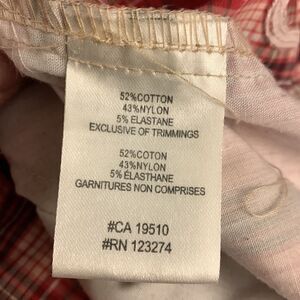 52%COTTON
43%NYLON
5% ELASTANE
EXCLUSIVE OF TRIMMINGS
52%COTON
43%NYLON
5% ELASTHANE
GARNITURES NON COMPRISES
#CA 19510
#RN 123274